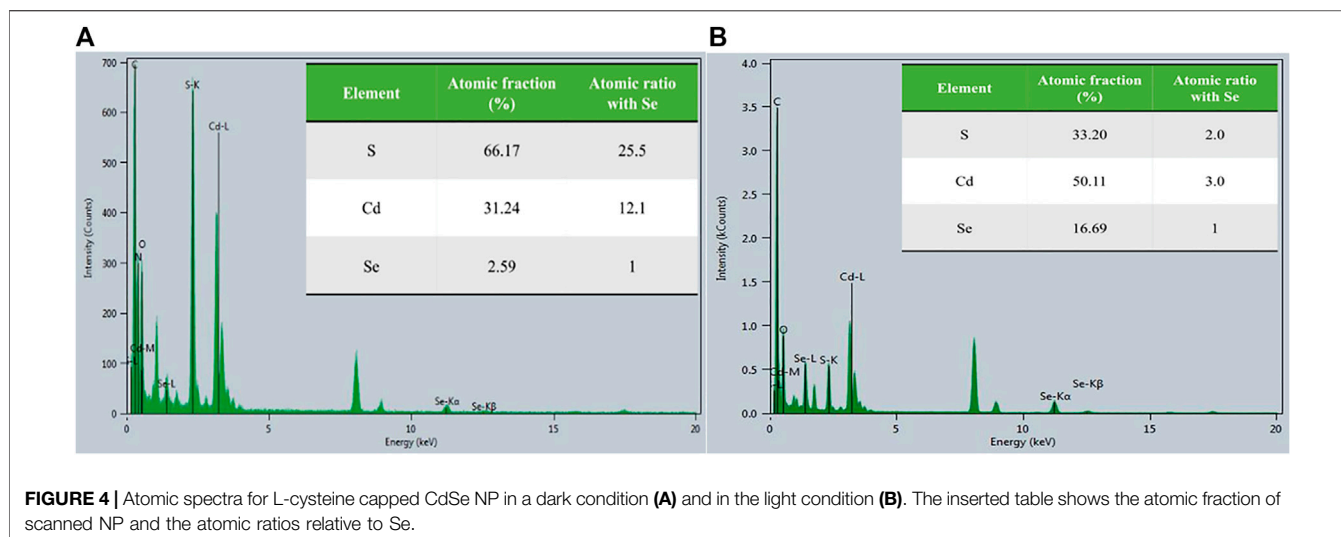 A
B
700
600
500
400
300
200
100
0
Intensity (Counts)
0
5
10
15
20
Energy (keV)
C
S-K
Cd-L
O
N
Cd-M
Se-L
Se-Kα
Se-Kβ
Element Atomic fraction (%) Atomic ratio with Se
S 66.17 25.5
Cd 31.24 12.1
Se 2.59 1
4.0
3.5
3.0
2.5
2.0
1.5
1.0
0.5
0
Intensity (kCounts)
0
5
10
15
20
Energy (keV)
C
O
Cd-M
Se-L
S-K
Cd-L
Se-Kα
Se-Kβ
Element Atomic fraction (%) Atomic ratio with Se
S 33.20 2.0
Cd 50.11 3.0
Se 16.69 1
FIGURE 4 | Atomic spectra for L-cysteine capped CdSe NP in a dark condition (A) and in the light condition (B). The inserted table shows the atomic fraction of
scanned NP and the atomic ratios relative to Se.